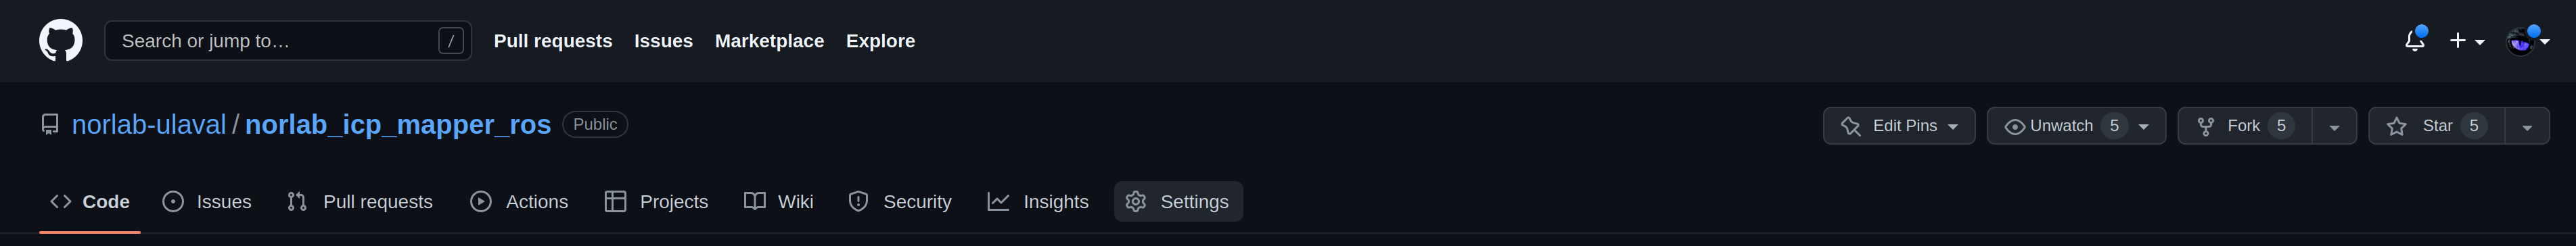 Search or jump to… / Pull requests Issues Marketplace Explore
norlab-ulaval / norlab_icp_mapper_ros Public Edit Pins Unwatch 5 Fork 5 Star 5
Code Issues Pull requests Actions Projects Wiki Security Insights Settings